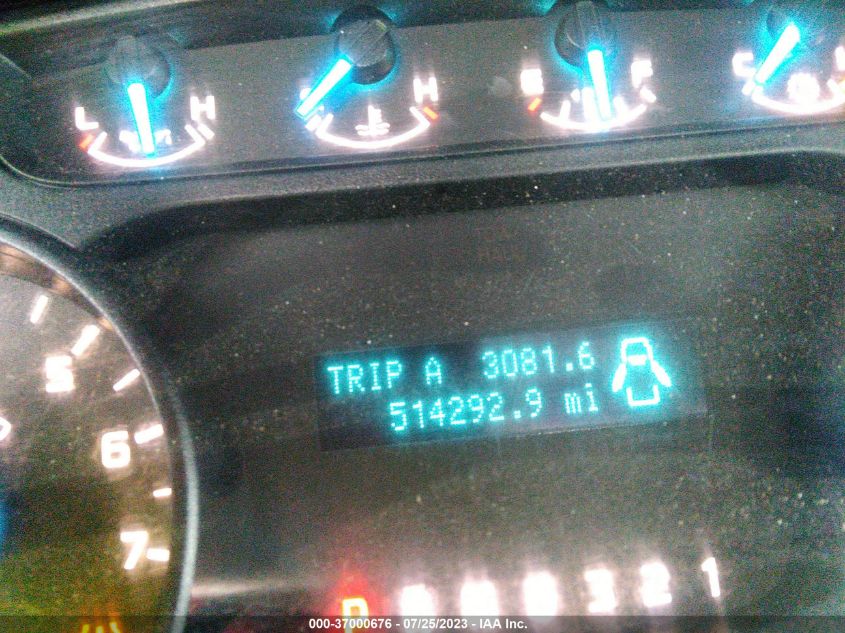 L H
H
E F
C
TRIP A 3081.6
514292.9 mi
5
6
7
P 3 2 1
000-37000676 - 07/25/2023 - IAA Inc.